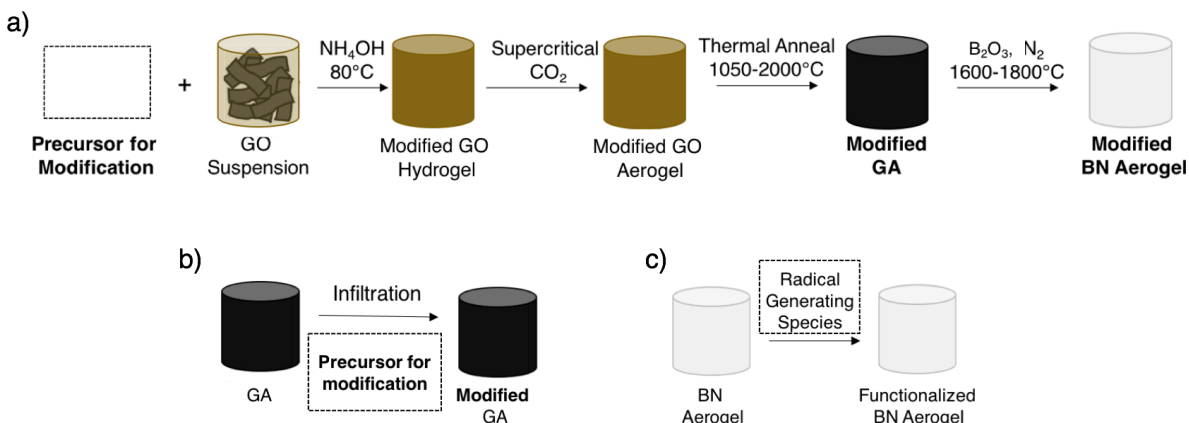 a)
Precursor for
Modification
+
GO
Suspension
NH₄OH
80°C
Modified GO
Hydrogel
Supercritical
CO₂
Modified GO
Aerogel
Thermal Anneal
1050-2000°C
Modified
GA
B₂O₃, N₂
1600-1800°C
Modified
BN Aerogel
b)
GA
Infiltration
Precursor for
modification
Modified
GA
c)
BN
Aerogel
Radical
Generating
Species
Functionalized
BN Aerogel